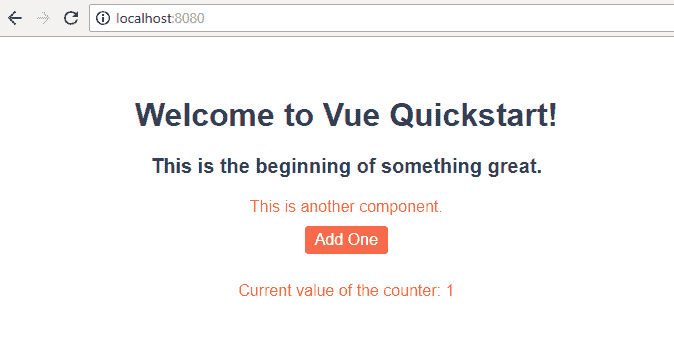 localhost:8080
Welcome to Vue Quickstart!
This is the beginning of something great.
This is another component.
Add One
Current value of the counter: 1